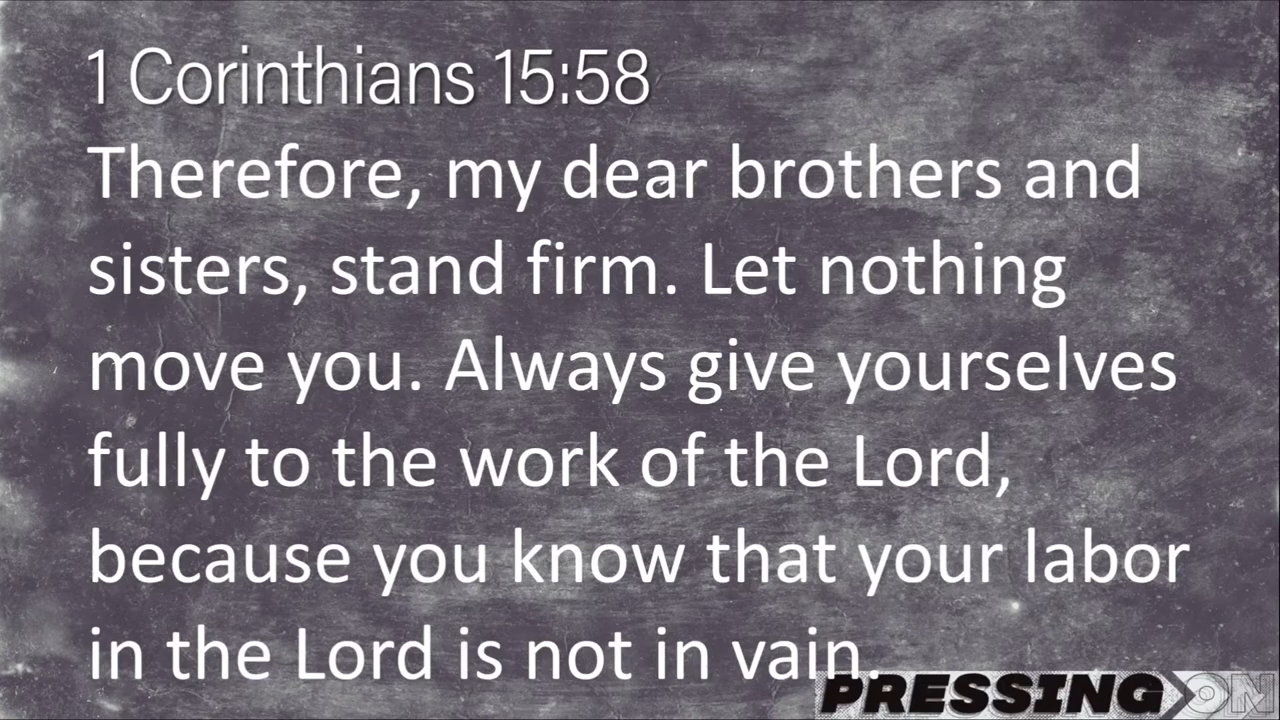 1 Corinthians 15:58
Therefore, my dear brothers and
sisters, stand firm. Let nothing
move you. Always give yourselves
fully to the work of the Lord,
because you know that your labor
in the Lord is not in vain.
PRESSING ON